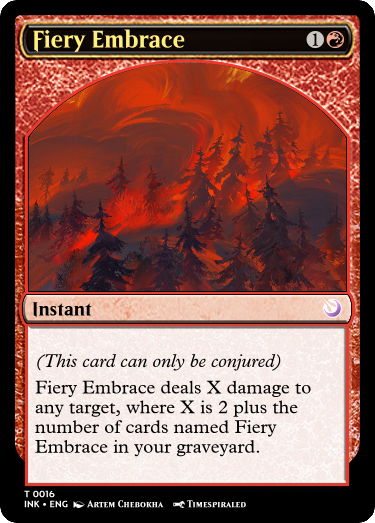 Fiery Embrace 1
Instant
(This card can only be conjured)
Fiery Embrace deals X damage to
any target, where X is 2 plus the
number of cards named Fiery
Embrace in your graveyard.
T 0016
INK • ENG Artem Chebokha Timespiraled